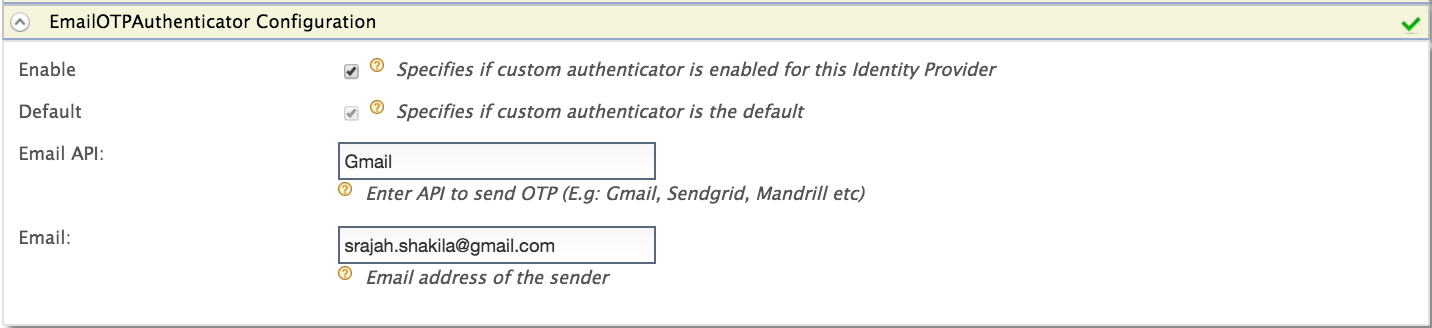 EmailOTPAuthenticator Configuration
Enable ? Specifies if custom authenticator is enabled for this Identity Provider
Default ? Specifies if custom authenticator is the default
Email API: Gmail
? Enter API to send OTP (E.g: Gmail, Sendgrid, Mandrill etc)
Email: srajah.shakila@gmail.com
? Email address of the sender